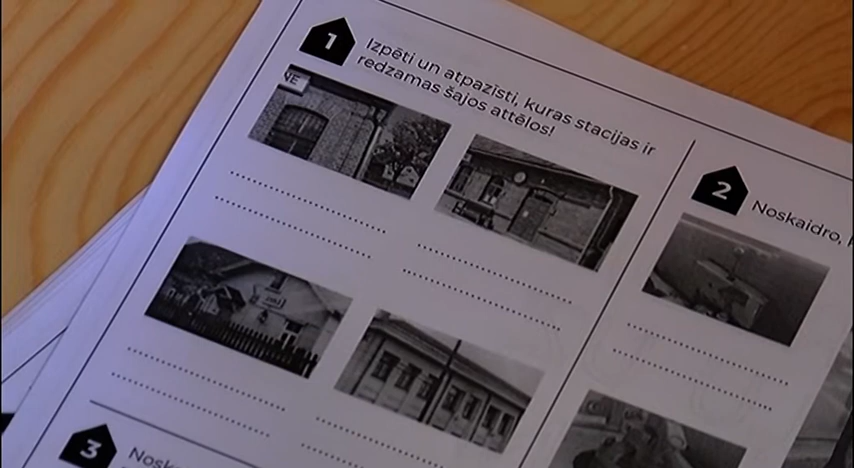 1
Izpēti un atpazīsti, kuras stacijas ir
redzamas šajos attēlos!
2
Noskaidro,
3